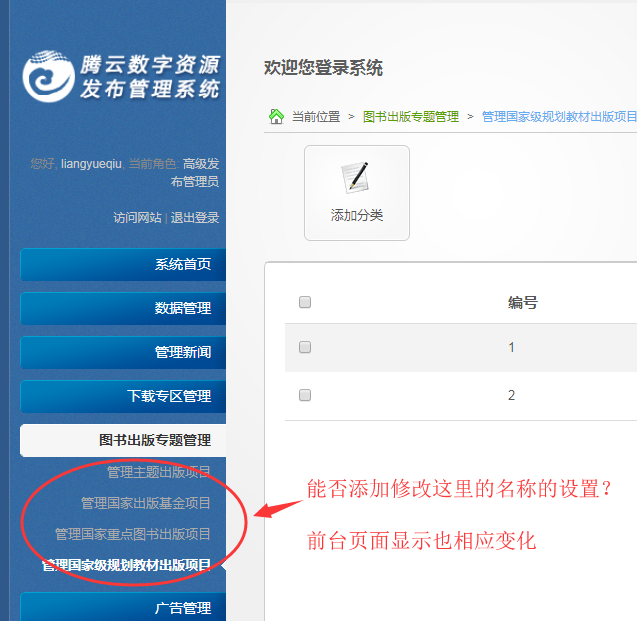 腾云数字资源
发布管理系统
您好, liangyueqiu, 当前角色: 高级发
布管理员
访问网站 | 退出登录
系统首页
数据管理
管理新闻
下载专区管理
图书出版专题管理
管理主题出版项目
管理国家出版基金项目
管理国家重点图书出版项目
管理国家级规划教材出版项目
广告管理
欢迎您登录系统
当前位置 > 图书出版专题管理 > 管理国家级规划教材出版项目
添加分类
编号
1
2
能否添加修改这里的名称的设置?
前台页面显示也相应变化